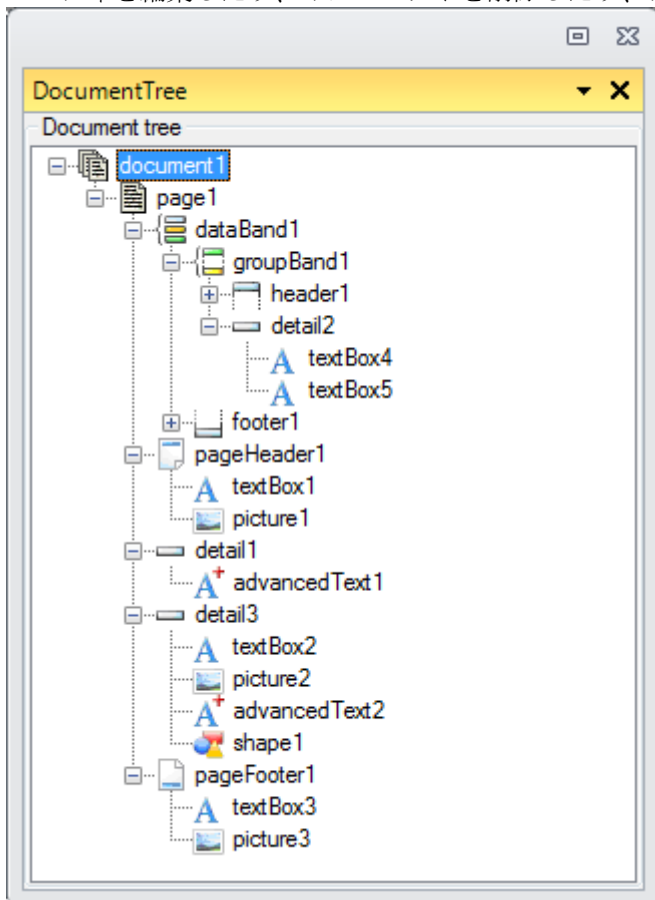 DocumentTree
Document tree
document1
page1
dataBand1
groupBand1
header1
detail2
textBox4
textBox5
footer1
pageHeader1
textBox1
picture1
detail1
advancedText1
detail3
textBox2
picture2
advancedText2
shape1
pageFooter1
textBox3
picture3